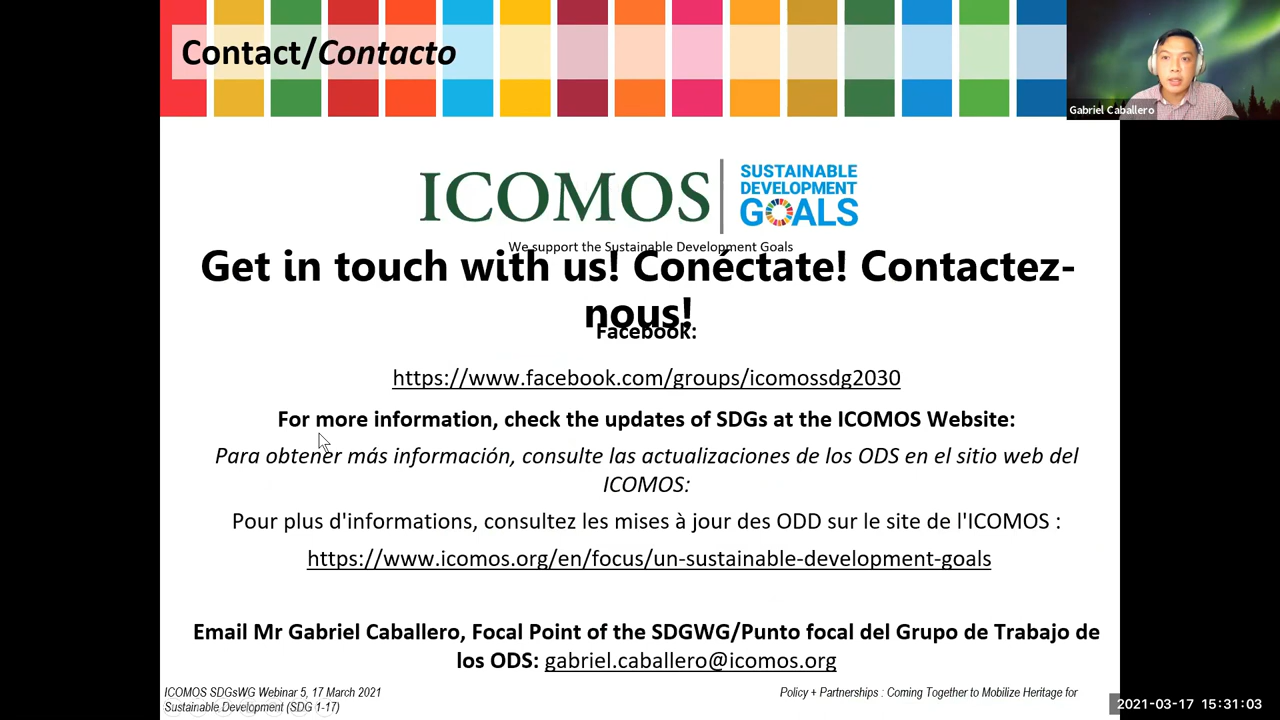 Contact/Contacto
Gabriel Caballero
ICOMOS
SUSTAINABLE
DEVELOPMENT
GOALS
We support the Sustainable Development Goals
Get in touch with us! Conéctate! Contactez-
nous!
Facebook:
https://www.facebook.com/groups/icomossdg2030
For more information, check the updates of SDGs at the ICOMOS Website:
Para obtener más información, consulte las actualizaciones de los ODS en el sitio web del
ICOMOS:
Pour plus d'informations, consultez les mises à jour des ODD sur le site de l'ICOMOS :
https://www.icomos.org/en/focus/un-sustainable-development-goals
Email Mr Gabriel Caballero, Focal Point of the SDGWG/Punto focal del Grupo de Trabajo de
los ODS: gabriel.caballero@icomos.org
ICOMOS SDGsWG Webinar 5, 17 March 2021
Sustainable Development (SDG 1-17)
Policy + Partnerships : Coming Together to Mobilize Heritage for
2021-03-17 15:31:03